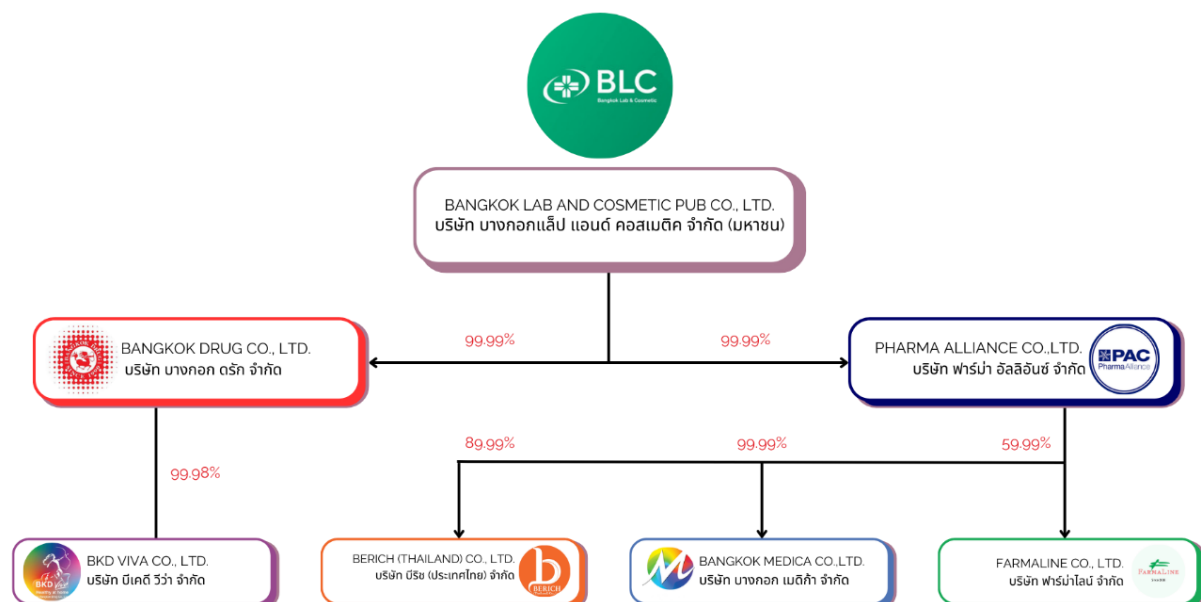 BLC
Bangkok Lab & Cosmetic
BANGKOK LAB AND COSMETIC PUB CO., LTD.
บริษัท บางกอกแล็ป แอนด์ คอสเมติค จำกัด (มหาชน)
99.99%
99.99%
BANGKOK DRUG CO., LTD.
บริษัท บางกอก ดรัก จำกัด
PHARMA ALLIANCE CO.,LTD.
บริษัท ฟาร์ม่า อัลลิอันซ์ จำกัด
PAC
Pharma Alliance
99.98%
89.99%
99.99%
59.99%
BKD Viva
BKD VIVA CO., LTD.
บริษัท บีเคดี วีว่า จำกัด
BERICH (THAILAND) CO., LTD.
บริษัท บีริช (ประเทศไทย) จำกัด
b
BERICH
M
BANGKOK MEDICA CO.,LTD.
บริษัท บางกอก เมดิก้า จำกัด
FARMALINE CO., LTD.
บริษัท ฟาร์ม่าไลน์ จำกัด
FARMALINE